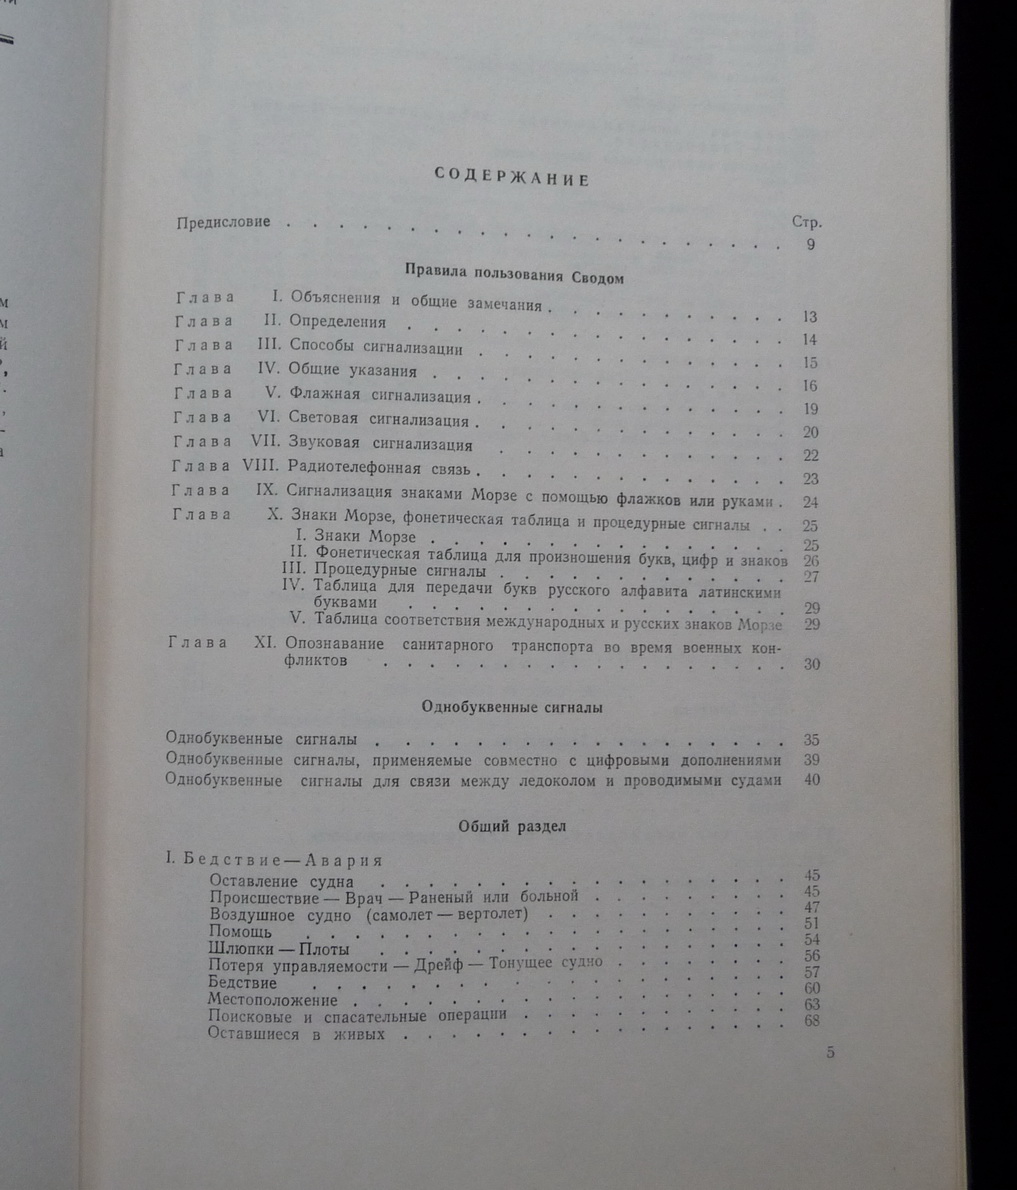 СОДЕРЖАНИЕ
Стр.
Предисловие . . . . . . . . . . . . . . . . . . . . . 9
Правила пользования Сводом
Глава I. Объяснения и общие замечания . . . . . . . . . . . 13
Глава II. Определения . . . . . . . . . . . . . . . . 14
Глава III. Способы сигнализации . . . . . . . . . . . . . 15
Глава IV. Общие указания . . . . . . . . . . . . . . . 16
Глава V. Флажная сигнализация . . . . . . . . . . . . . 19
Глава VI. Световая сигнализация . . . . . . . . . . . . . 20
Глава VII. Звуковая сигнализация . . . . . . . . . . . . . 22
Глава VIII. Радиотелефонная связь . . . . . . . . . . . . . 23
Глава IX. Сигнализация знаками Морзе с помощью флажков или руками . 24
Глава X. Знаки Морзе, фонетическая таблица и процедурные сигналы . . 25
I. Знаки Морзе . . . . . . . . . . . . . . . 25
II. Фонетическая таблица для произношения букв, цифр и знаков 26
III. Процедурные сигналы . . . . . . . . . . . . 27
IV. Таблица для передачи букв русского алфавита латинскими
буквами . . . . . . . . . . . . . . . . 29
V. Таблица соответствия международных и русских знаков Морзе 29
Глава XI. Опознавание санитарного транспорта во время военных кон-
фликтов . . . . . . . . . . . . . . . . . 30
Однобуквенные сигналы
Однобуквенные сигналы . . . . . . . . . . . . . . . . 35
Однобуквенные сигналы, применяемые совместно с цифровыми дополнениями 39
Однобуквенные сигналы для связи между ледоколом и проводимыми судами 40
Общий раздел
I. Бедствие — Авария
Оставление судна . . . . . . . . . . . . . . . . . 45
Происшествие — Врач — Раненый или больной . . . . . . . . 45
Воздушное судно (самолет — вертолет) . . . . . . . . . . 47
Помощь . . . . . . . . . . . . . . . . . . . . 51
Шлюпки — Плоты . . . . . . . . . . . . . . . . . 54
Потеря управляемости — Дрейф — Тонущее судно . . . . . . . 56
Бедствие . . . . . . . . . . . . . . . . . . . 57
Местоположение . . . . . . . . . . . . . . . . . . 60
Поисковые и спасательные операции . . . . . . . . . . . 63
Оставшиеся в живых . . . . . . . . . . . . . . . . 68
5